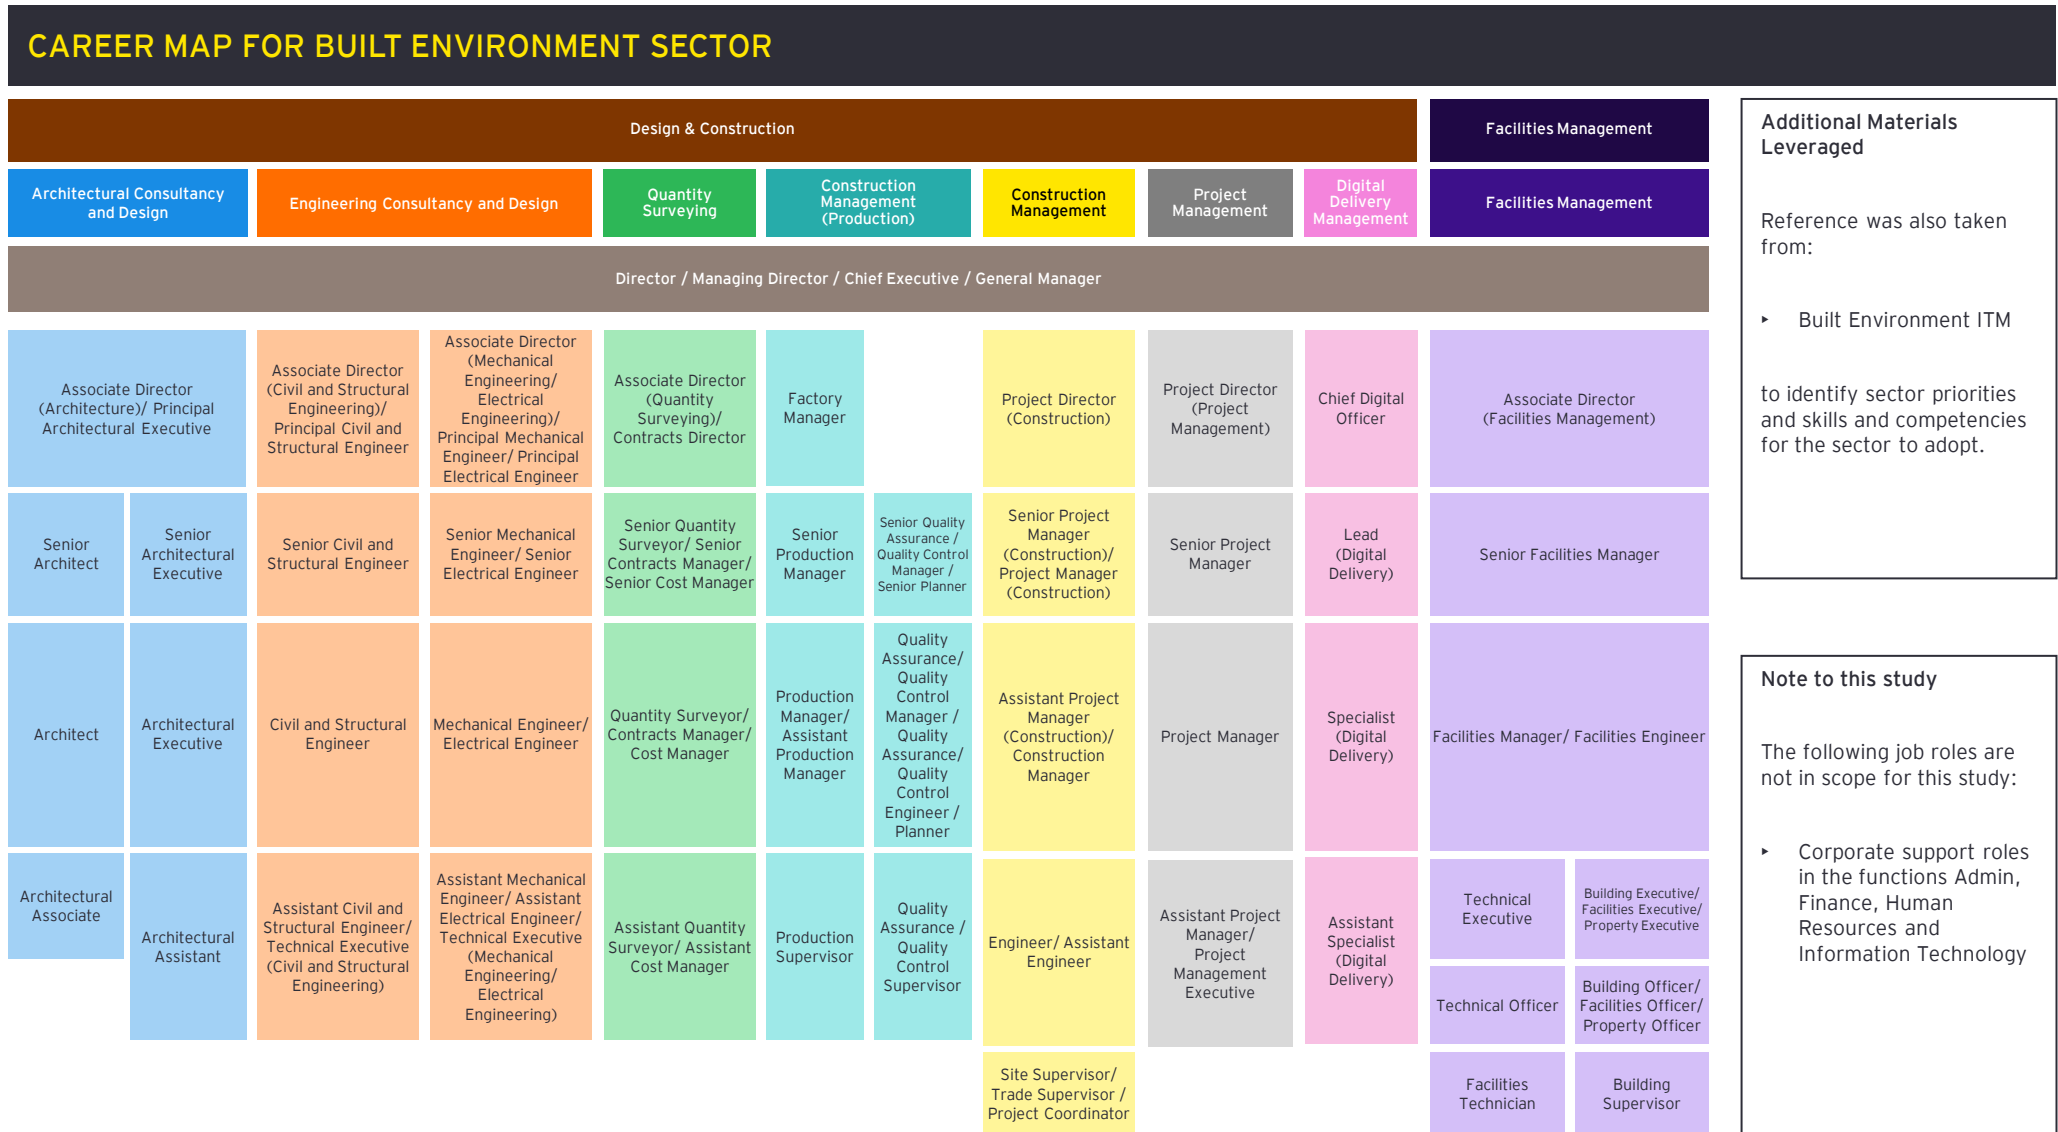 CAREER MAP FOR BUILT ENVIRONMENT SECTOR
Design & Construction
Facilities Management
Architectural Consultancy
and Design
Engineering Consultancy and Design
Quantity
Surveying
Construction
Management
(Production)
Construction
Management
Project
Management
Digital
Delivery
Management
Facilities Management
Director / Managing Director / Chief Executive / General Manager
Associate Director
(Architecture)/ Principal
Architectural Executive
Associate Director
(Civil and Structural
Engineering)/
Principal Civil and
Structural Engineer
Associate Director
(Mechanical
Engineering/
Electrical
Engineering)/
Principal Mechanical
Engineer/ Principal
Electrical Engineer
Associate Director
(Quantity
Surveying)/
Contracts Director
Factory
Manager
Project Director
(Construction)
Project Director
(Project
Management)
Chief Digital
Officer
Associate Director
(Facilities Management)
Senior
Architect
Senior
Architectural
Executive
Senior Civil and
Structural Engineer
Senior Mechanical
Engineer/ Senior
Electrical Engineer
Senior Quantity
Surveyor/ Senior
Contracts Manager/
Senior Cost Manager
Senior
Production
Manager
Senior Quality
Assurance /
Quality Control
Manager /
Senior Planner
Senior Project
Manager
(Construction)/
Project Manager
(Construction)
Senior Project
Manager
Lead
(Digital
Delivery)
Senior Facilities Manager
Architect
Architectural
Executive
Civil and Structural
Engineer
Mechanical Engineer/
Electrical Engineer
Quantity Surveyor/
Contracts Manager/
Cost Manager
Production
Manager/
Assistant
Production
Manager
Quality
Assurance/
Quality
Control
Manager /
Quality
Assurance/
Quality
Control
Engineer /
Planner
Assistant Project
Manager
(Construction)/
Construction
Manager
Project Manager
Specialist
(Digital
Delivery)
Facilities Manager/ Facilities Engineer
Architectural
Associate
Architectural
Assistant
Assistant Civil and
Structural Engineer/
Technical Executive
(Civil and Structural
Engineering)
Assistant Mechanical
Engineer/ Assistant
Electrical Engineer/
Technical Executive
(Mechanical
Engineering/
Electrical
Engineering)
Assistant Quantity
Surveyor/ Assistant
Cost Manager
Production
Supervisor
Quality
Assurance /
Quality
Control
Supervisor
Engineer/ Assistant
Engineer
Assistant Project
Manager/
Project
Management
Executive
Assistant
Specialist
(Digital
Delivery)
Technical
Executive
Building Executive/
Facilities Executive/
Property Executive
Technical Officer
Building Officer/
Facilities Officer/
Property Officer
Site Supervisor/
Trade Supervisor /
Project Coordinator
Facilities
Technician
Building
Supervisor
Additional Materials
Leveraged
Reference was also taken
from:
‣ Built Environment ITM
to identify sector priorities
and skills and competencies
for the sector to adopt.
Note to this study
The following job roles are
not in scope for this study:
‣ Corporate support roles
in the functions Admin,
Finance, Human
Resources and
Information Technology